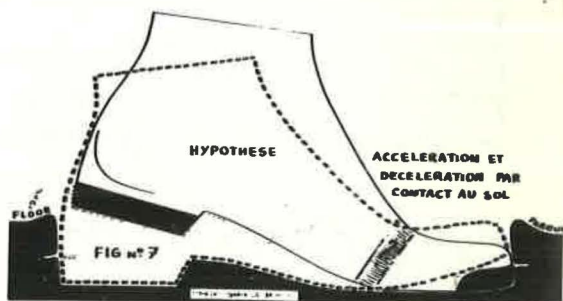 HYPOTHESE
ACCELERATION ET
DECELERATION PAR
CONTACT AU SOL
FLOOR
FIG Nº 7